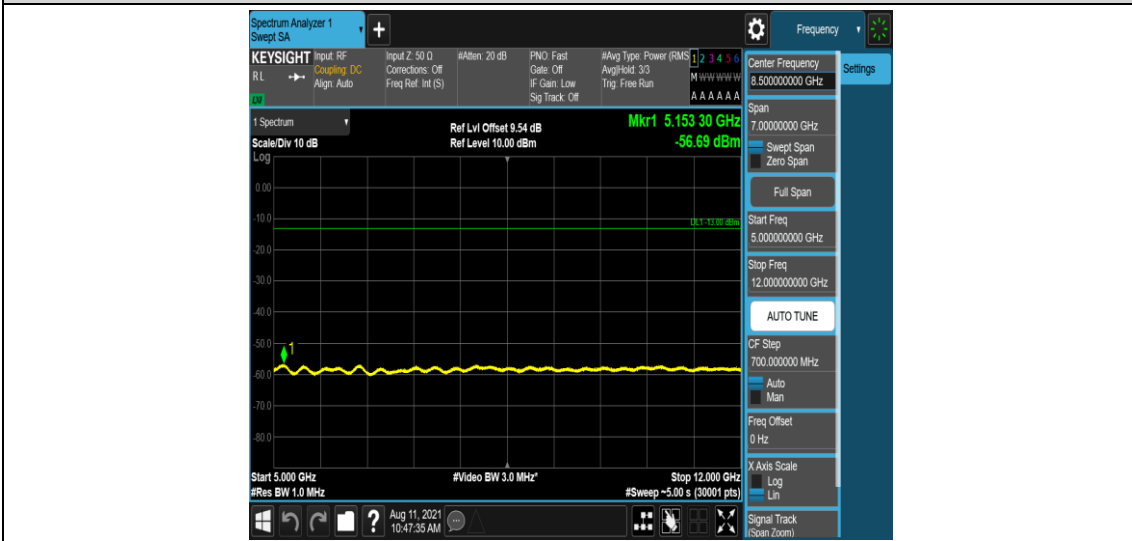 Spectrum Analyzer 1
Swept SA
Frequency
KEYSIGHT
RL
LNI
Input: RF
Coupling: DC
Align: Auto
Input Z: 50 Ω
Corrections: Off
Freq Ref: Int (S)
#Atten: 20 dB
PNO: Fast
Gate: Off
IF Gain: Low
Sig Track: Off
#Avg Type: Power (RMS
Avg|Hold: 3/3
Trig: Free Run
1 2 3 4 5 6
M W W W W W
A A A A A A
1 Spectrum
Scale/Div 10 dB
Log
Ref Lvl Offset 9.54 dB
Ref Level 10.00 dBm
Mkr1 5.153 30 GHz
-56.69 dBm
0.00
-10.0
DL1 -13.00 dBm
-20.0
-30.0
-40.0
-50.0
1
-60.0
-70.0
-80.0
Start 5.000 GHz
#Video BW 3.0 MHz*
Stop 12.000 GHz
#Res BW 1.0 MHz
#Sweep ~5.00 s (30001 pts)
?
Aug 11, 2021
10:47:35 AM
Center Frequency
8.500000000 GHz
Settings
Span
7.00000000 GHz
Swept Span
Zero Span
Full Span
Start Freq
5.000000000 GHz
Stop Freq
12.000000000 GHz
AUTO TUNE
CF Step
700.000000 MHz
Auto
Man
Freq Offset
0 Hz
X Axis Scale
Log
Lin
Signal Track
(Span Zoom)